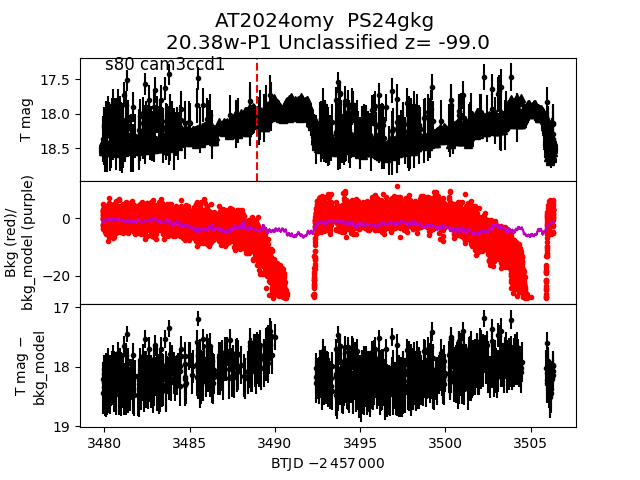 AT2024omy PS24gkg
20.38w-P1 Unclassified z= -99.0
s80 cam3ccd1
17.5
18.0
18.5
T mag
0
−20
Bkg (red)/
bkg_model (purple)
17
18
19
T mag −
bkg_model
3480 3485 3490 3495 3500 3505
BTJD −2 457 000